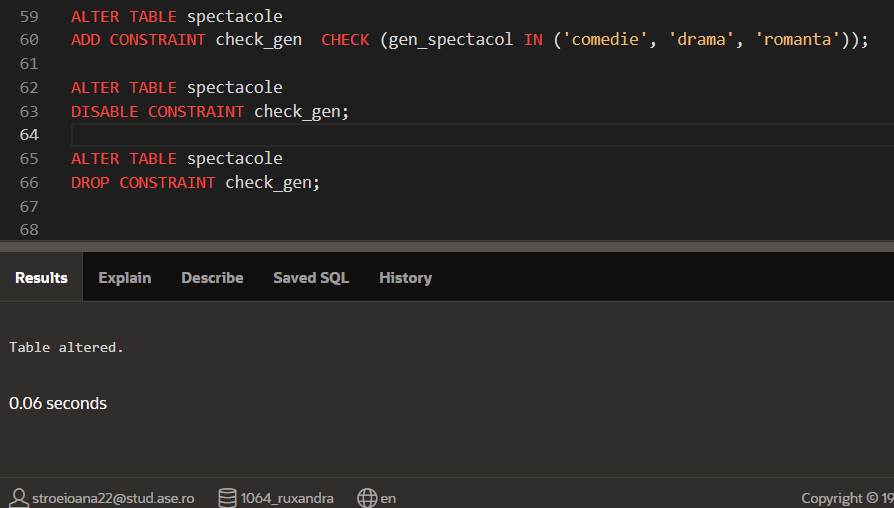 59 ALTER TABLE spectacole
60 ADD CONSTRAINT check_gen  CHECK (gen_spectacol IN ('comedie', 'drama', 'romanta'));
61
62 ALTER TABLE spectacole
63 DISABLE CONSTRAINT check_gen;
64
65 ALTER TABLE spectacole
66 DROP CONSTRAINT check_gen;
67
68
Results Explain Describe Saved SQL History
Table altered.
0.06 seconds
stroeioana22@stud.ase.ro 1064_ruxandra en Copyright © 19